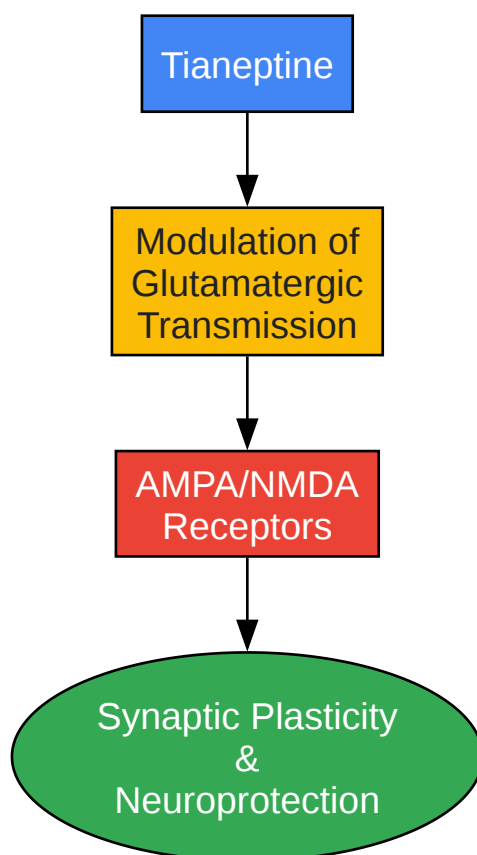 Tianeptine
Modulation of
Glutamatergic
Transmission
AMPA/NMDA
Receptors
Synaptic Plasticity
&
Neuroprotection